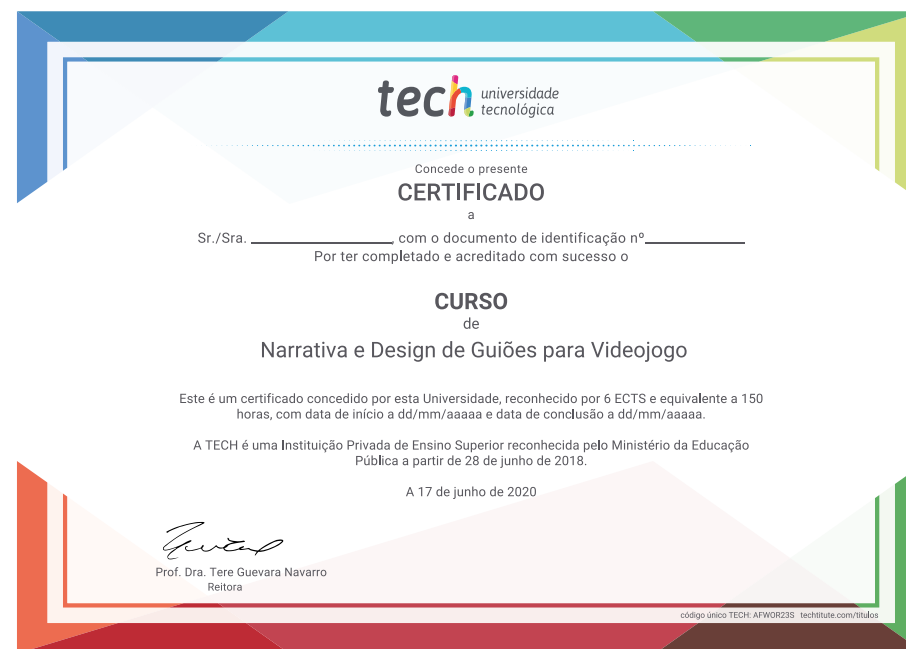 tech universidade
tecnológica
Concede o presente
CERTIFICADO
a
Sr./Sra. ____________________, com o documento de identificação nº______________
Por ter completado e acreditado com sucesso o
CURSO
de
Narrativa e Design de Guiões para Videojogo
Este é um certificado concedido por esta Universidade, reconhecido por 6 ECTS e equivalente a 150
horas, com data de início a dd/mm/aaaaa e data de conclusão a dd/mm/aaaaa.
A TECH é uma Instituição Privada de Ensino Superior reconhecida pelo Ministério da Educação
Pública a partir de 28 de junho de 2018.
A 17 de junho de 2020
Prof. Dra. Tere Guevara Navarro
Reitora
código único TECH: AFWOR23S techtitute.com/titulos